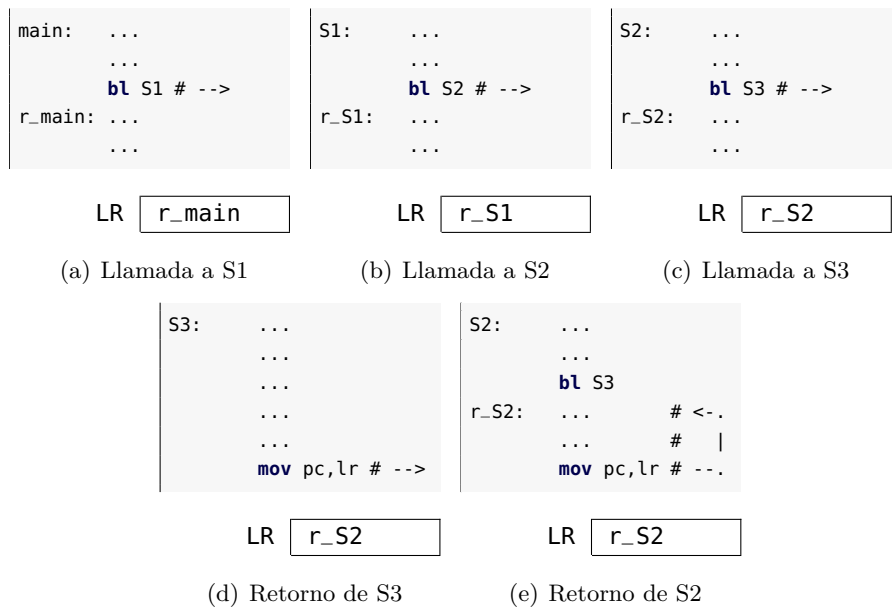 main:   ...
        ...
        bl S1 # -->
r_main: ...
        ...
LR r_main
(a) Llamada a S1
S1:     ...
        ...
        bl S2 # -->
r_S1:   ...
        ...
LR r_S1
(b) Llamada a S2
S2:     ...
        ...
        bl S3 # -->
r_S2:   ...
        ...
LR r_S2
(c) Llamada a S3
S3:     ...
        ...
        ...
        ...
        ...
        mov pc,lr # -->
LR r_S2
(d) Retorno de S3
S2:     ...
        ...
        bl S3
r_S2:   ...       # <-.
        ...       #   |
        mov pc,lr # --.
LR r_S2
(e) Retorno de S2